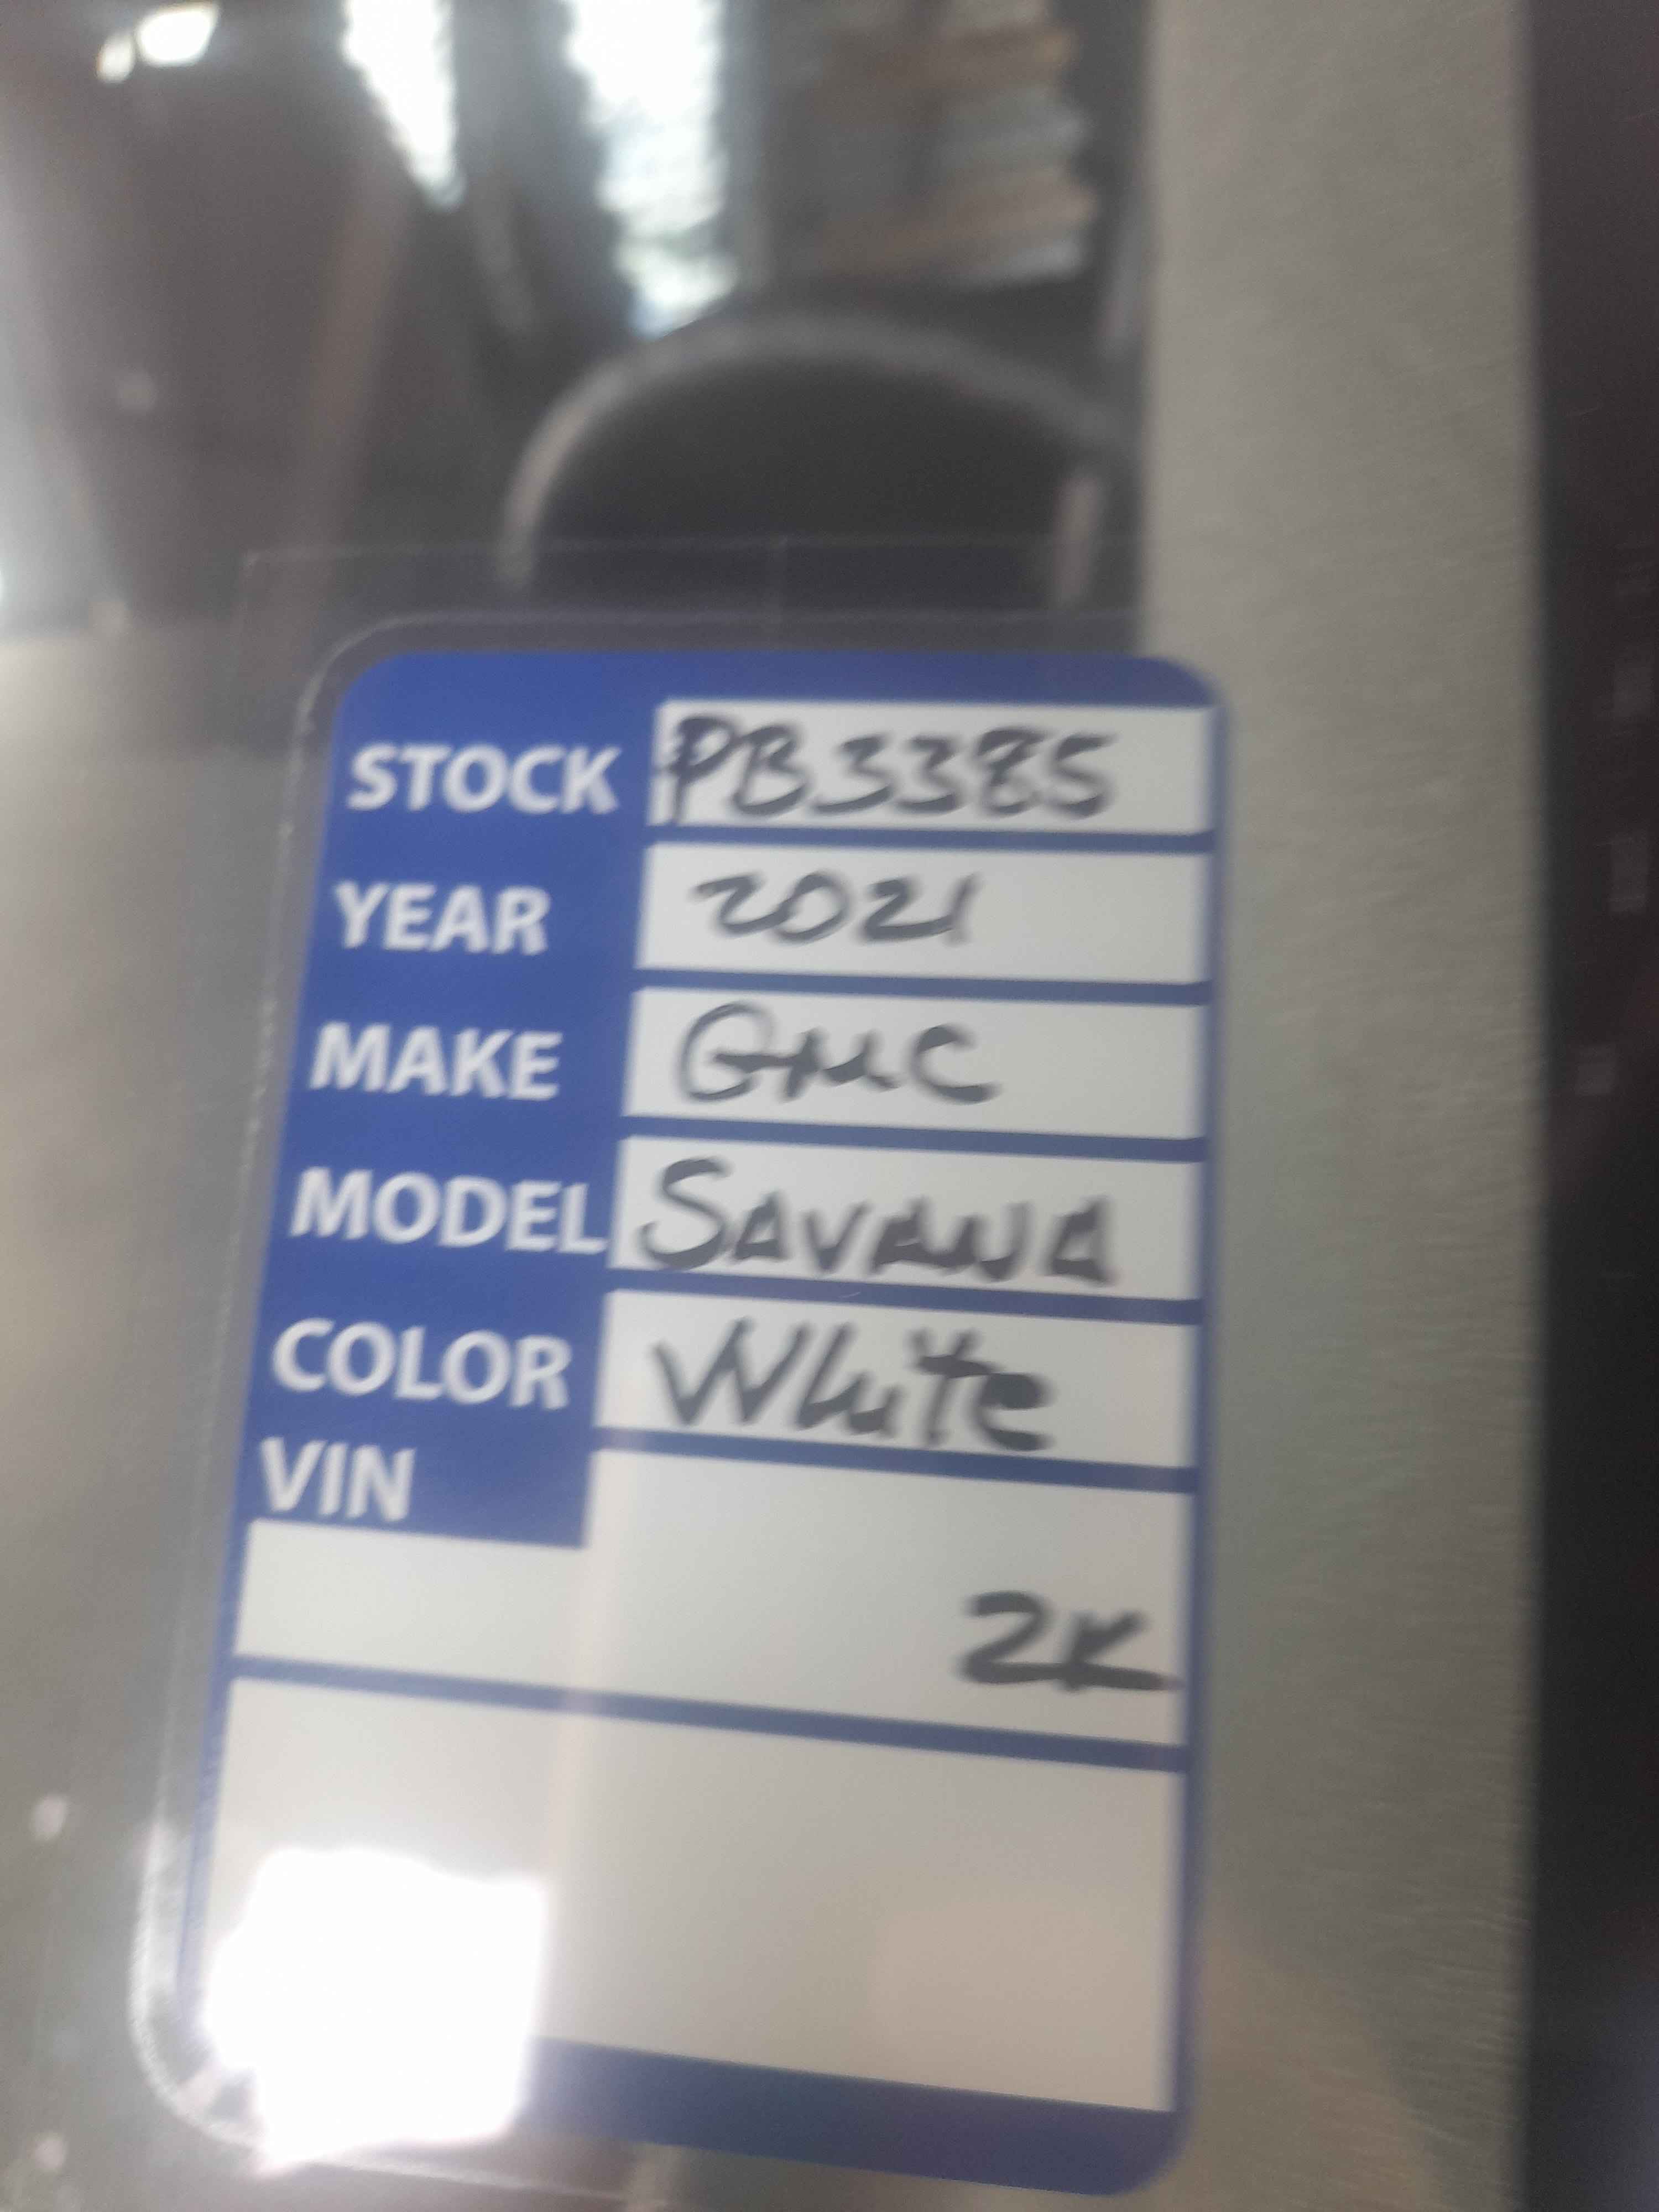 STOCK PB3385
YEAR 2021
MAKE GMC
MODEL SAVANA
COLOR White
VIN
2K